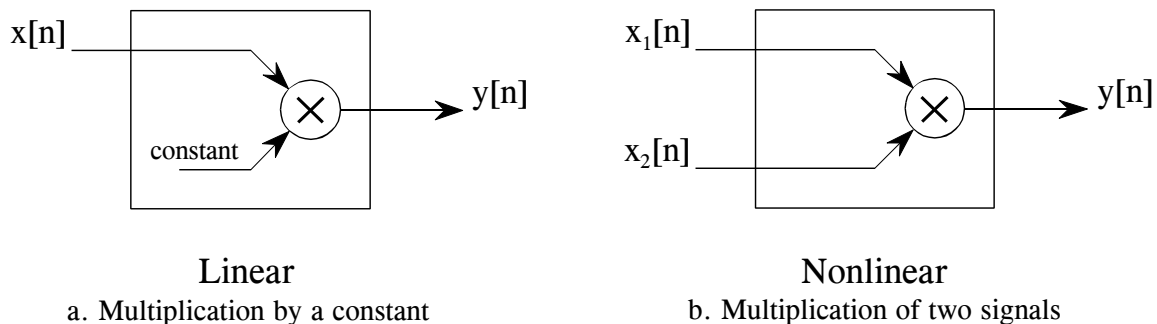 x[n]
constant
×
y[n]
Linear
a. Multiplication by a constant
x₁[n]
x₂[n]
×
y[n]
Nonlinear
b. Multiplication of two signals